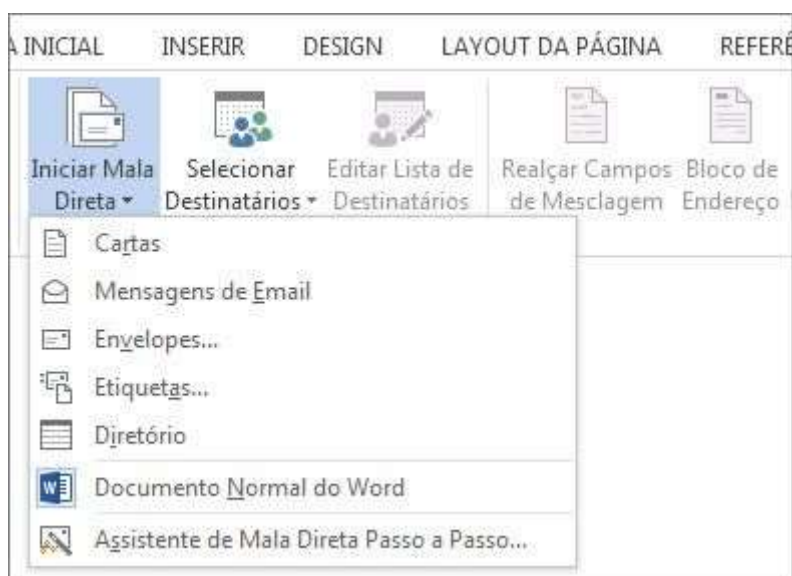 A INICIAL INSERIR DESIGN LAYOUT DA PÁGINA REFERÊ
Iniciar Mala Selecionar Editar Lista de Realçar Campos Bloco de
Direta Destinatários Destinatários de Mesclagem Endereço
Cartas
Mensagens de Email
Envelopes...
Etiquetas...
Diretório
Documento Normal do Word
Assistente de Mala Direta Passo a Passo...